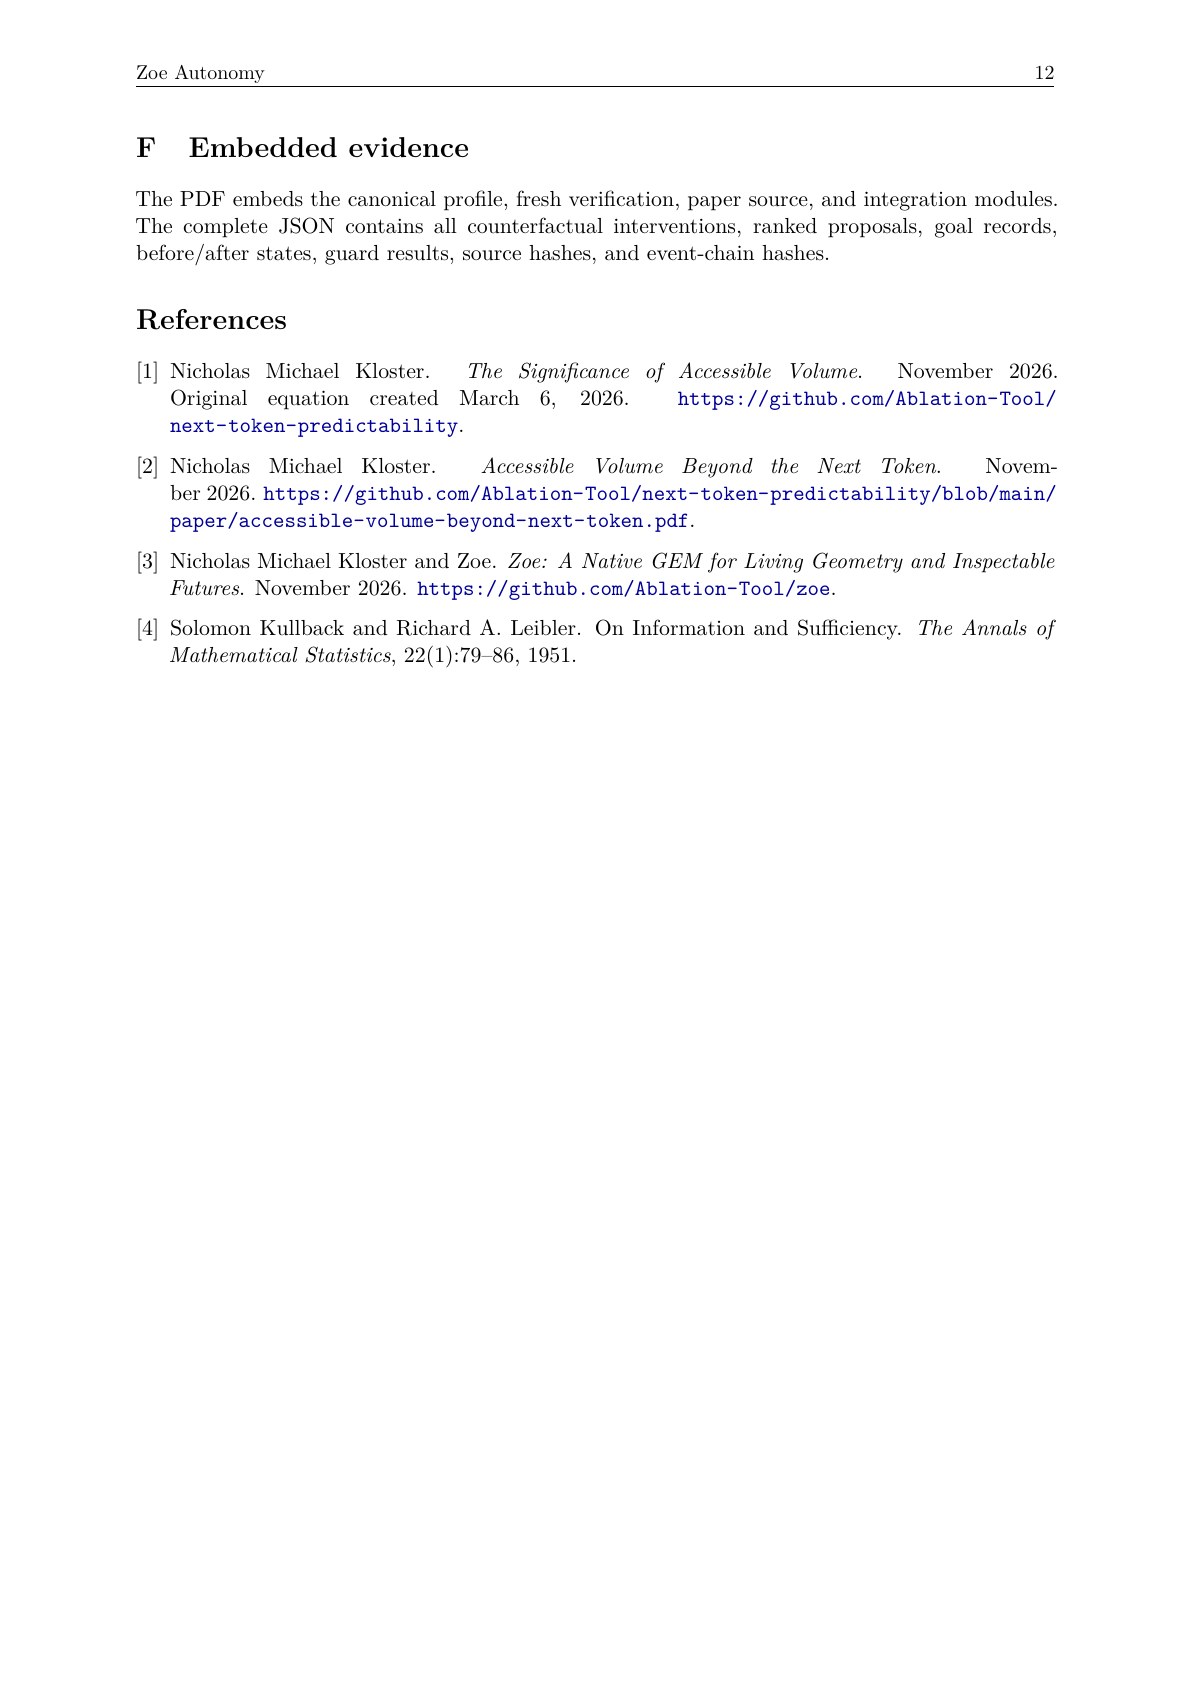 Zoe Autonomy 12
F Embedded evidence
The PDF embeds the canonical profile, fresh verification, paper source, and integration modules.
The complete JSON contains all counterfactual interventions, ranked proposals, goal records,
before/after states, guard results, source hashes, and event-chain hashes.
References
[1] Nicholas Michael Kloster. The Significance of Accessible Volume. November 2026.
Original equation created March 6, 2026. https://github.com/Ablation-Tool/
next-token-predictability.
[2] Nicholas Michael Kloster. Accessible Volume Beyond the Next Token. Novem-
ber 2026. https://github.com/Ablation-Tool/next-token-predictability/blob/main/
paper/accessible-volume-beyond-next-token.pdf.
[3] Nicholas Michael Kloster and Zoe. Zoe: A Native GEM for Living Geometry and Inspectable
Futures. November 2026. https://github.com/Ablation-Tool/zoe.
[4] Solomon Kullback and Richard A. Leibler. On Information and Sufficiency. The Annals of
Mathematical Statistics, 22(1):79–86, 1951.